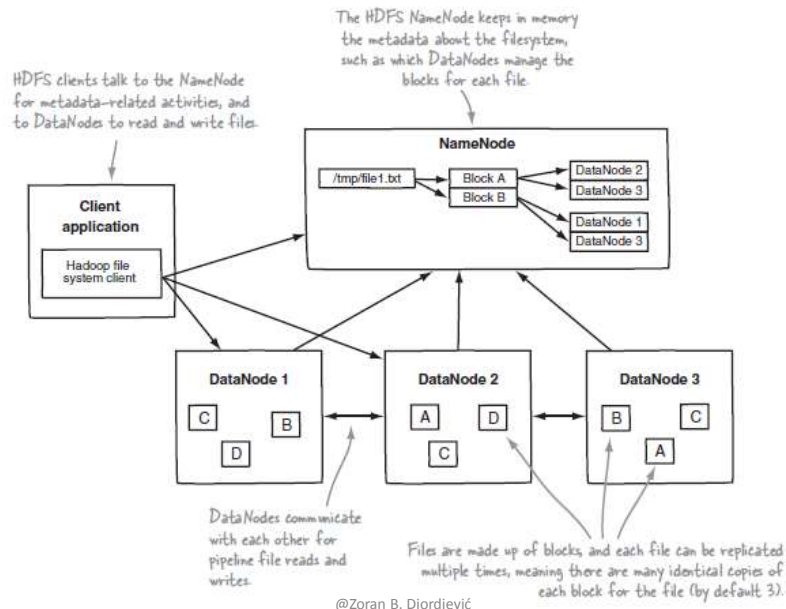 The HDFS NameNode keeps in memory
the metadata about the filesystem,
such as which DataNodes manage the
blocks for each file.
HDFS clients talk to the NameNode
for metadata-related activities, and
to DataNodes to read and write files.
NameNode
/tmp/file1.txt
Block A
Block B
DataNode 2
DataNode 3
DataNode 1
DataNode 3
Client
application
Hadoop file
system client
DataNode 1
C
B
D
DataNode 2
A
D
C
DataNode 3
B
C
A
DataNodes communicate
with each other for
pipeline file reads and
writes.
Files are made up of blocks, and each file can be replicated
multiple times, meaning there are many identical copies of
each block for the file (by default 3).
@Zoran B. Djordjević